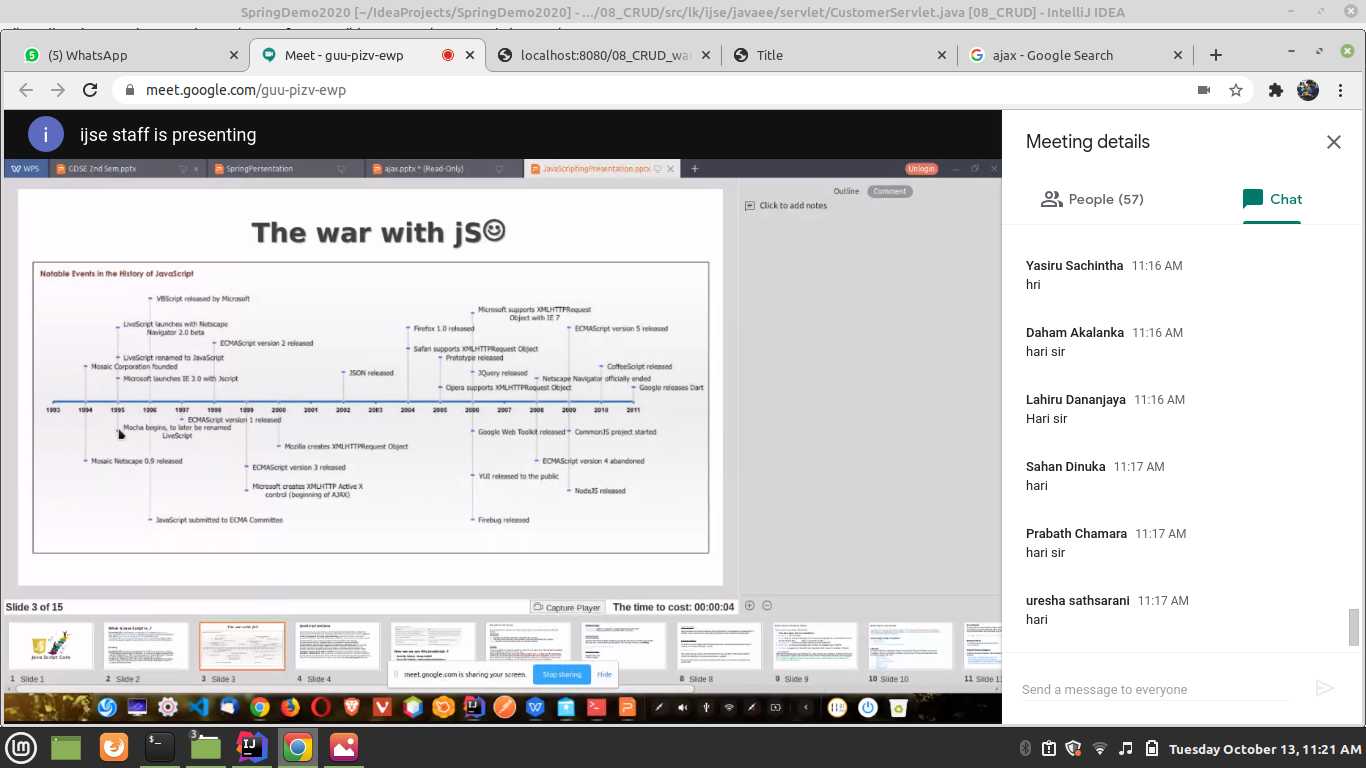 SpringDemo2020 [~/IdeaProjects/SpringDemo2020] - .../08_CRUD/src/lk/ijse/javaee/servlet/CustomerServlet.java [08_CRUD] - IntelliJ IDEA
(5) WhatsApp
Meet - guu-pizv-ewp
localhost:8080/08_CRUD_war
Title
ajax - Google Search
meet.google.com/guu-pizv-ewp
i
ijse staff is presenting
WPS
GDSE 2nd Sem.pptx
SpringPersentation
ajax.pptx * (Read-Only)
JavaScriptingPresentation.pptx
Unlogin
Outline
Comment
Click to add notes
The war with jS☺
Notable Events in the History of JavaScript
VBScript released by Microsoft
Microsoft supports XMLHTTPRequest
Object with IE 7
LiveScript launches with Netscape
Navigator 2.0 beta
Firefox 1.0 released
ECMAScript version 5 released
ECMAScript version 2 released
Safari supports XMLHTTPRequest Object
LiveScript renamed to JavaScript
Prototype released
Mosaic Corporation founded
CoffeeScript released
JSON released
JQuery released
Microsoft launches IE 3.0 with Jscript
Netscape Navigator officially ended
Opera supports XMLHTTPRequest Object
Google releases Dart
1993 1994 1995 1996 1997 1998 1999 2000 2001 2002 2003 2004 2005 2006 2007 2008 2009 2010 2011
ECMAScript version 1 released
Mocha begins, to later be renamed
LiveScript
Google Web Toolkit released
CommonJS project started
Mozilla creates XMLHTTPRequest Object
Mosaic Netscape 0.9 released
ECMAScript version 4 abandoned
ECMAScript version 3 released
YUI released to the public
Microsoft creates XMLHTTP Active X
control (beginning of AJAX)
NodeJS released
JavaScript submitted to ECMA Committee
Firebug released
Slide 3 of 15
Capture Player
The time to cost: 00:00:04
Java Script Core
What is Java Script is..?
The war with jS☺
1 Slide 1
2 Slide 2
3 Slide 3
4 Slide 4
8 Slide 8
9 Slide 9
10 Slide 10
11 Slide 11
meet.google.com is sharing your screen.
Stop sharing
Hide
Meeting details
People (57)
Chat
Yasiru Sachintha 11:16 AM
hri
Daham Akalanka 11:16 AM
hari sir
Lahiru Dananjaya 11:16 AM
Hari sir
Sahan Dinuka 11:17 AM
hari
Prabath Chamara 11:17 AM
hari sir
uresha sathsarani 11:17 AM
hari
Send a message to everyone
3
Tuesday October 13, 11:21 AM